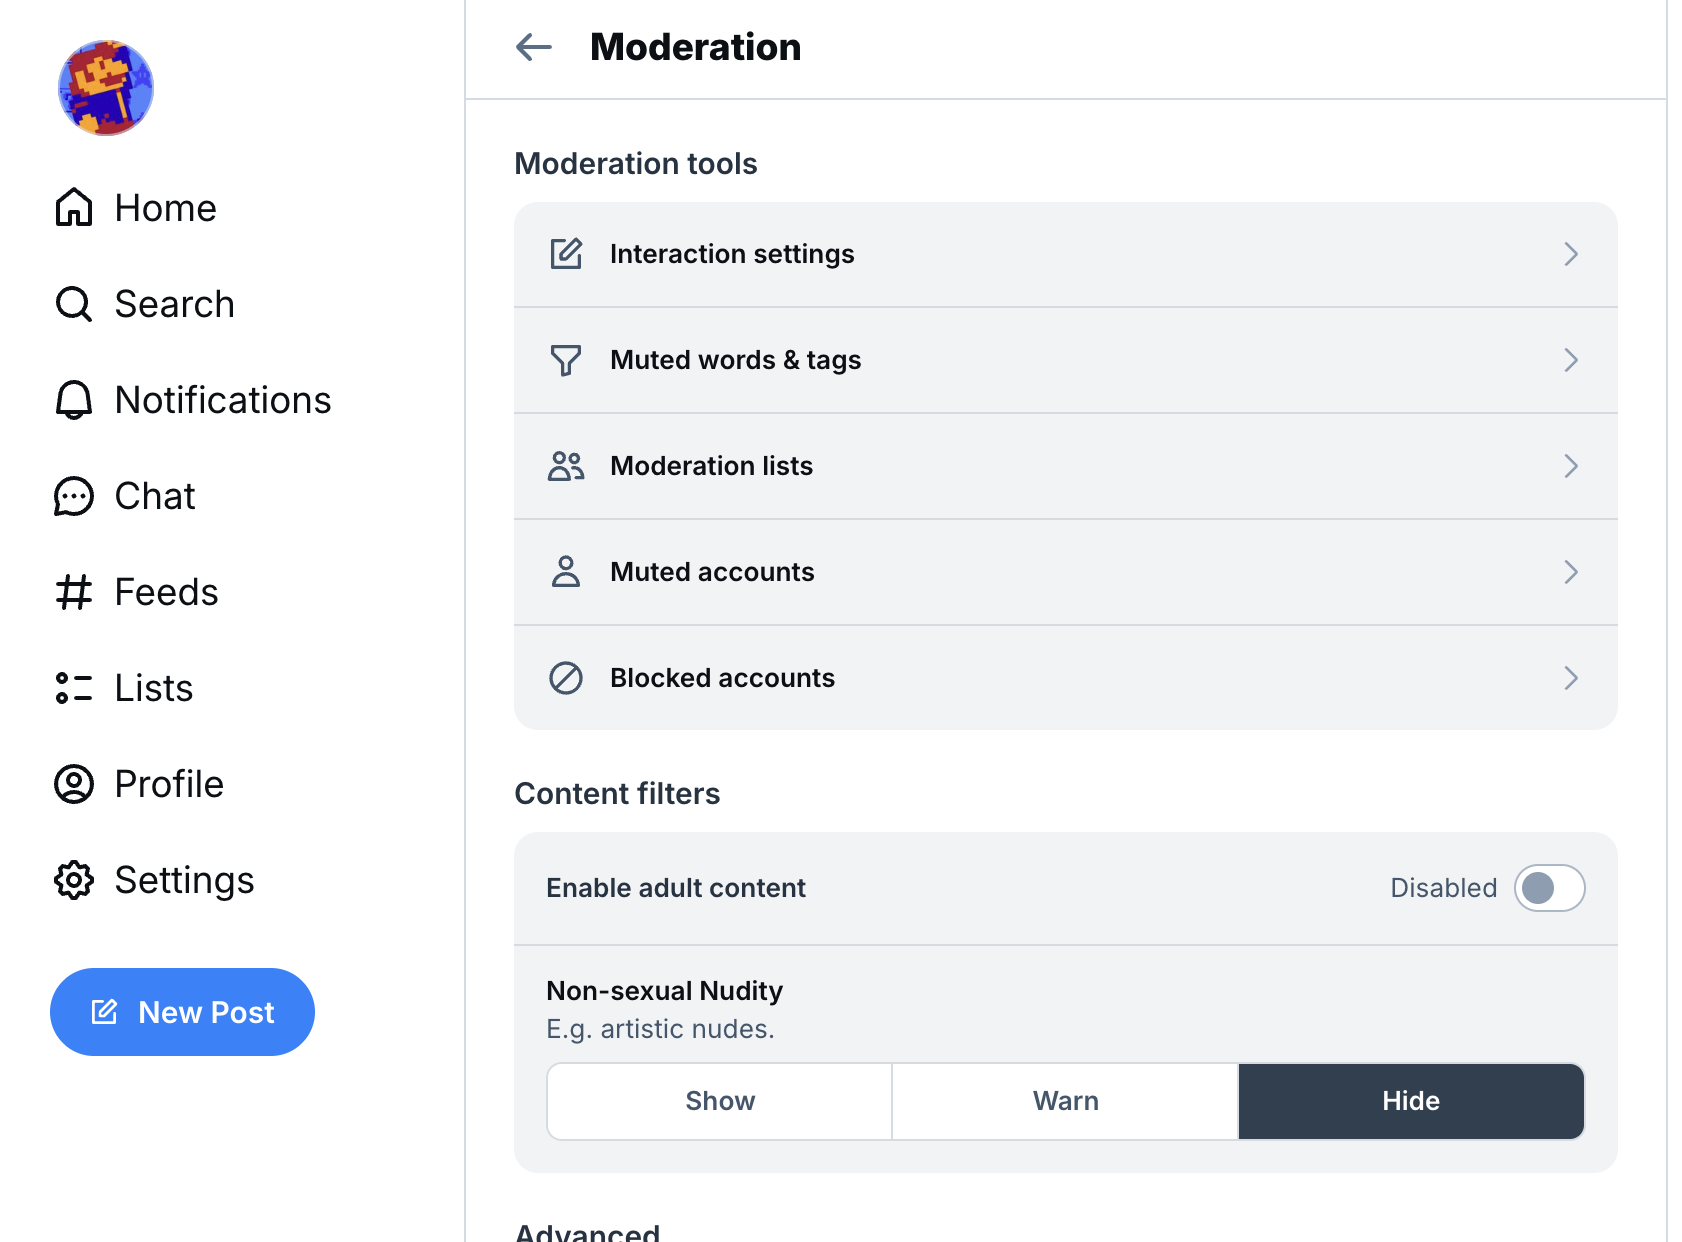 Moderation
Home
Search
Notifications
Chat
Feeds
Lists
Profile
Settings
New Post
Moderation tools
Interaction settings
Muted words & tags
Moderation lists
Muted accounts
Blocked accounts
Content filters
Enable adult content
Disabled
Non-sexual Nudity
E.g. artistic nudes.
Show
Warn
Hide
Advanced